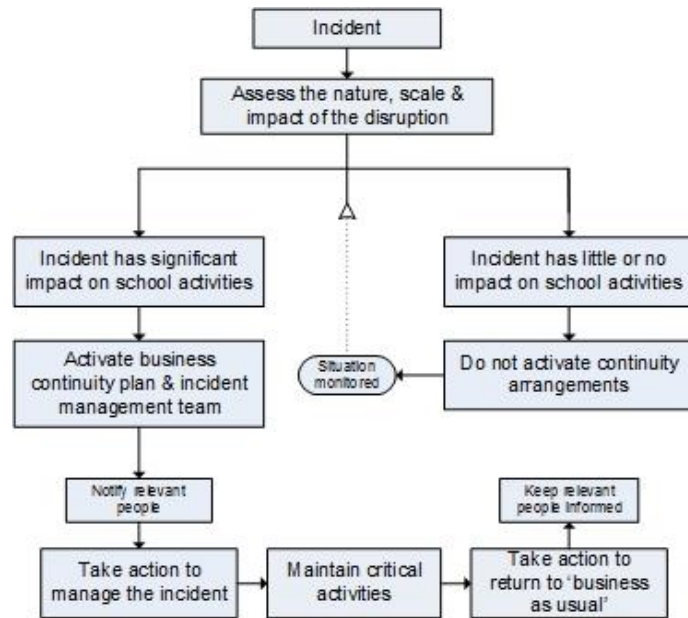 Incident
Assess the nature, scale &
impact of the disruption
Incident has significant
impact on school activities
Incident has little or no
impact on school activities
Activate business
continuity plan & incident
management team
Situation
monitored
Do not activate continuity
arrangements
Notify relevant
people
Keep relevant
people informed
Take action to
manage the incident
Maintain critical
activities
Take action to
return to ‘business
as usual’